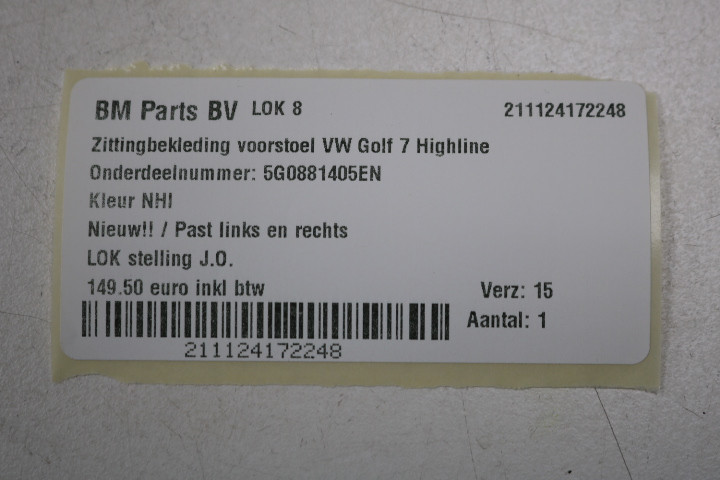 BM Parts BV LOK 8 211124172248
Zittingbekleding voorstoel VW Golf 7 Highline
Onderdeelnummer: 5G0881405EN
Kleur NHI
Nieuw!! / Past links en rechts
LOK stelling J.O.
149.50 euro inkl btw Verz: 15
Aantal: 1
211124172248